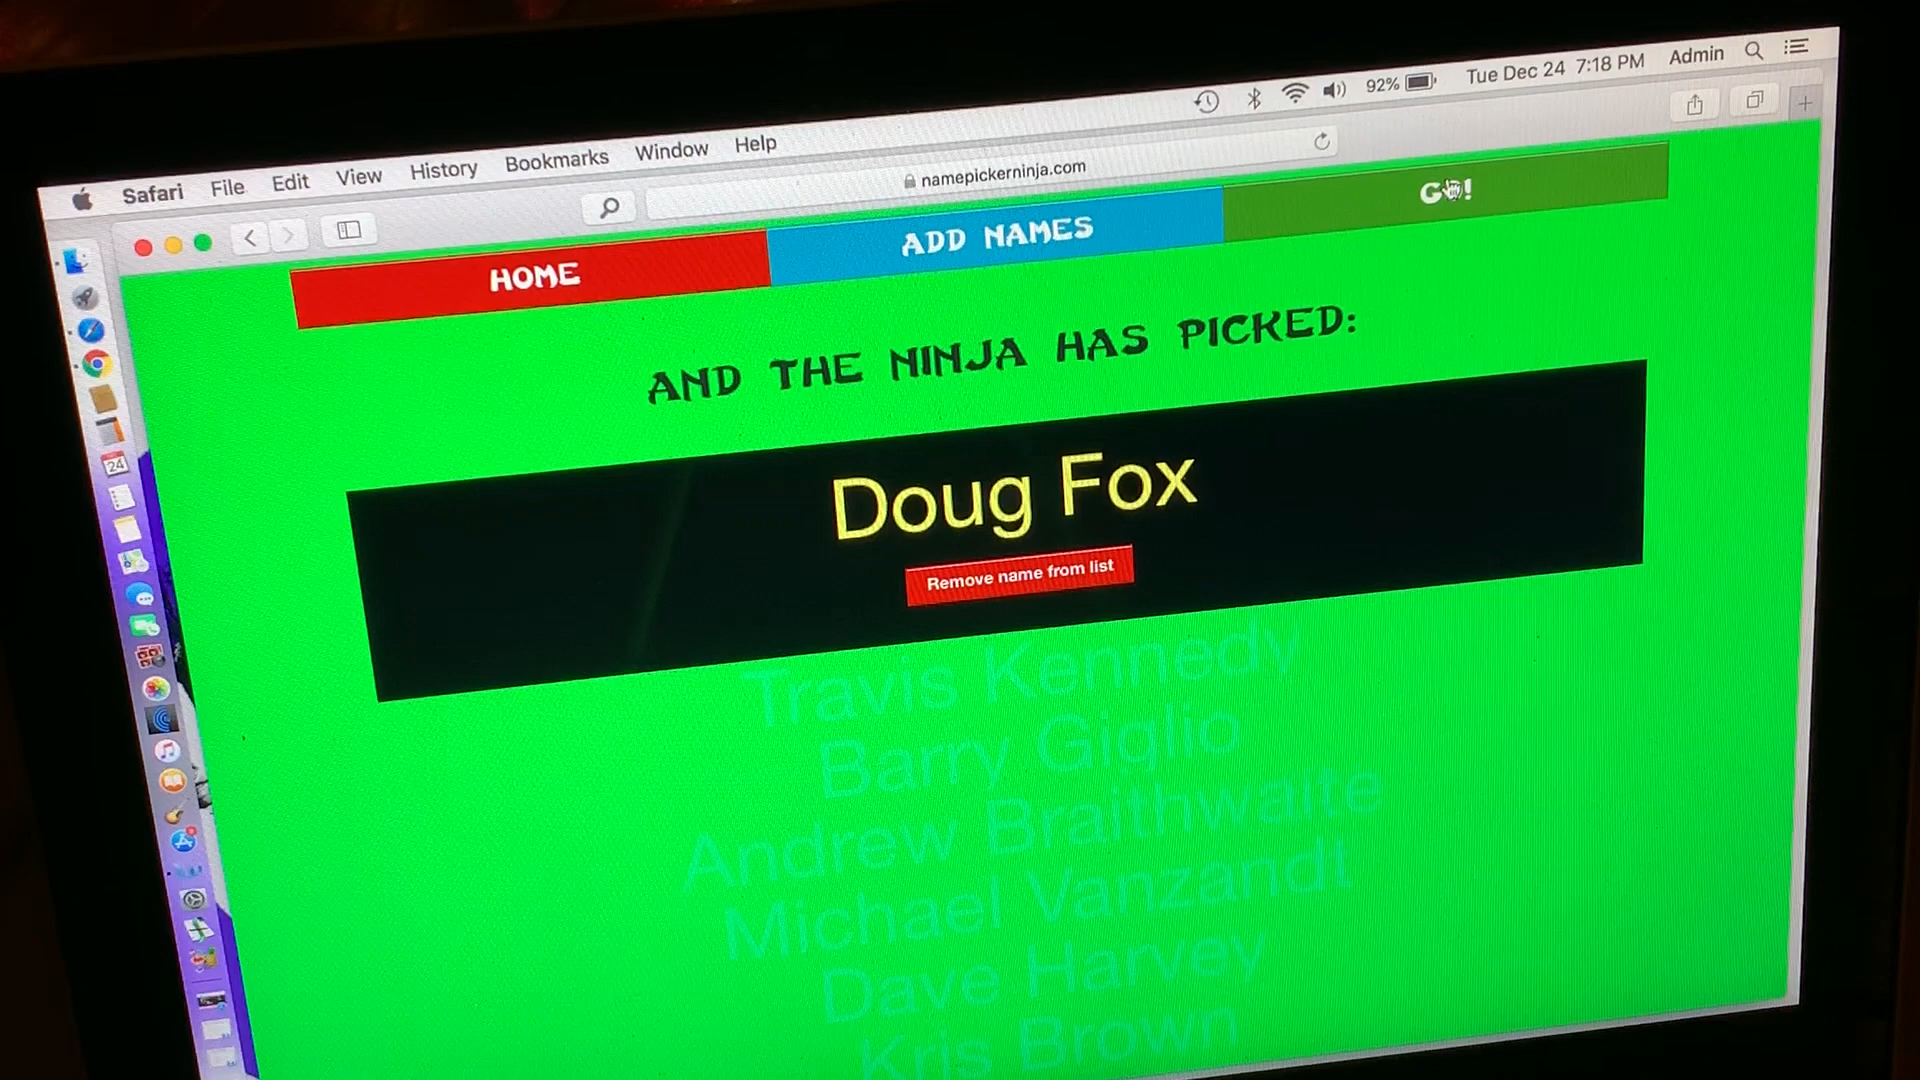 Safari File Edit View History Bookmarks Window Help 92% Tue Dec 24 7:18 PM Admin
namepickerninja.com
HOME ADD NAMES GO!
AND THE NINJA HAS PICKED:
Doug Fox
Remove name from list
Travis Kennedy
Barry Giglio
Andrew Braithwaite
Michael Vanzandt
Dave Harvey
Kris Brown
24